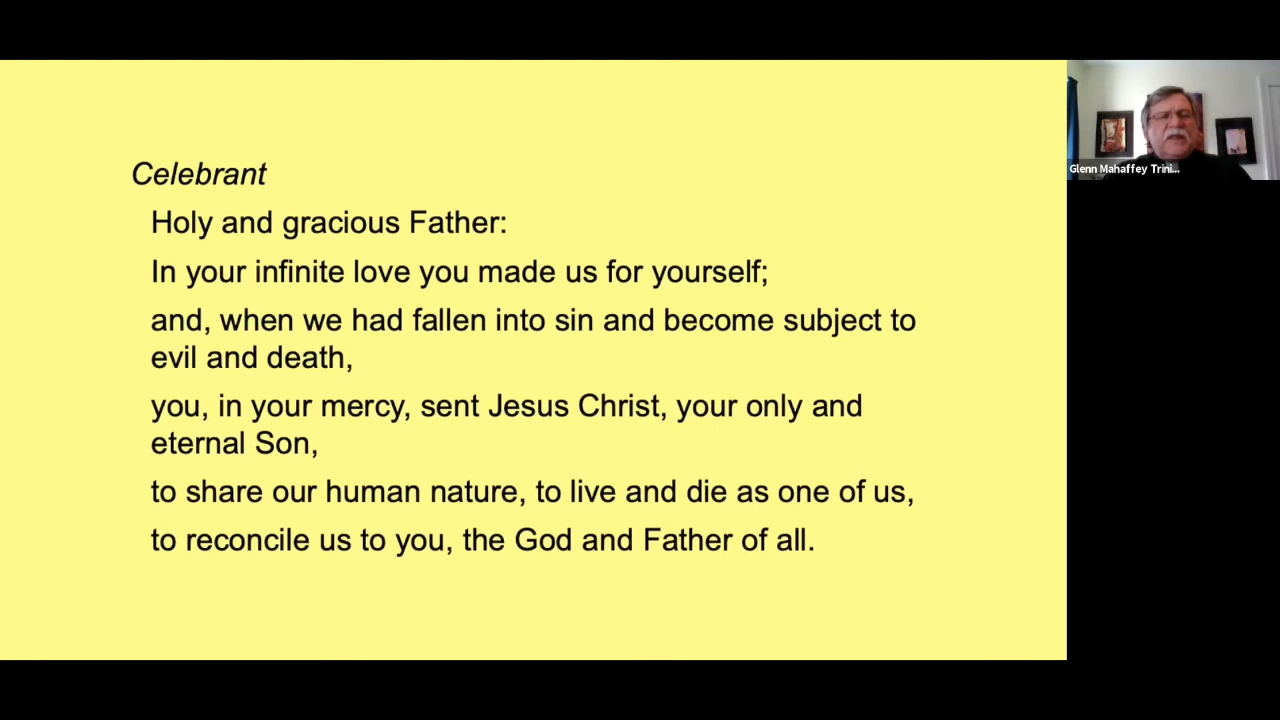 Celebrant
Holy and gracious Father:
In your infinite love you made us for yourself;
and, when we had fallen into sin and become subject to
evil and death,
you, in your mercy, sent Jesus Christ, your only and
eternal Son,
to share our human nature, to live and die as one of us,
to reconcile us to you, the God and Father of all.
Glenn Mahaffey Trini...